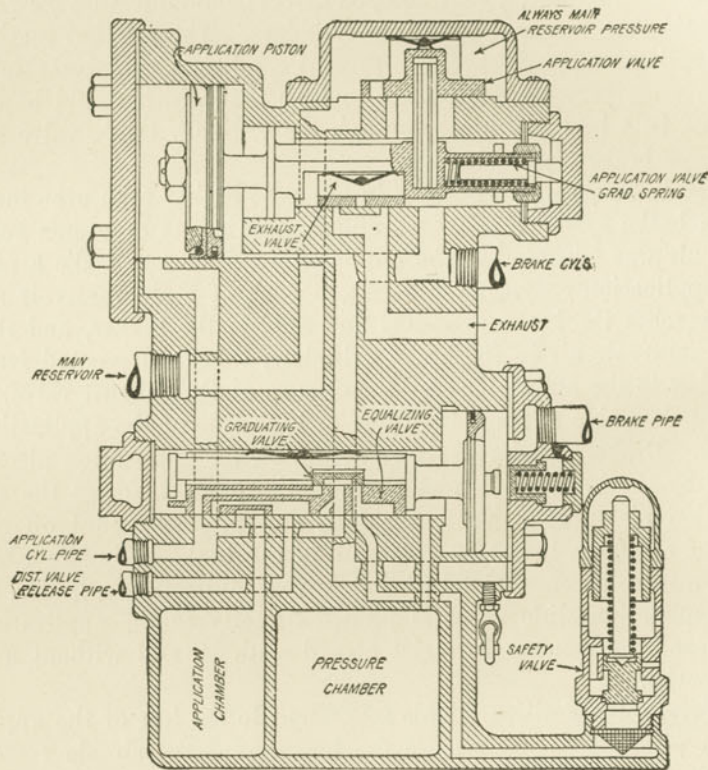 ALWAYS MAIN
RESERVOIR PRESSURE
APPLICATION PISTON
APPLICATION VALVE
APPLICATION VALVE
GRAD SPRING
EXHAUST
VALVE
BRAKE CYLS
EXHAUST
MAIN
RESERVOIR
GRADUATING
VALVE
EQUALIZING
VALVE
BRAKE PIPE
APPLICATION
CYL. PIPE
DIST. VALVE
RELEASE PIPE
SAFETY
VALVE
APPLICATION
CHAMBER
PRESSURE
CHAMBER